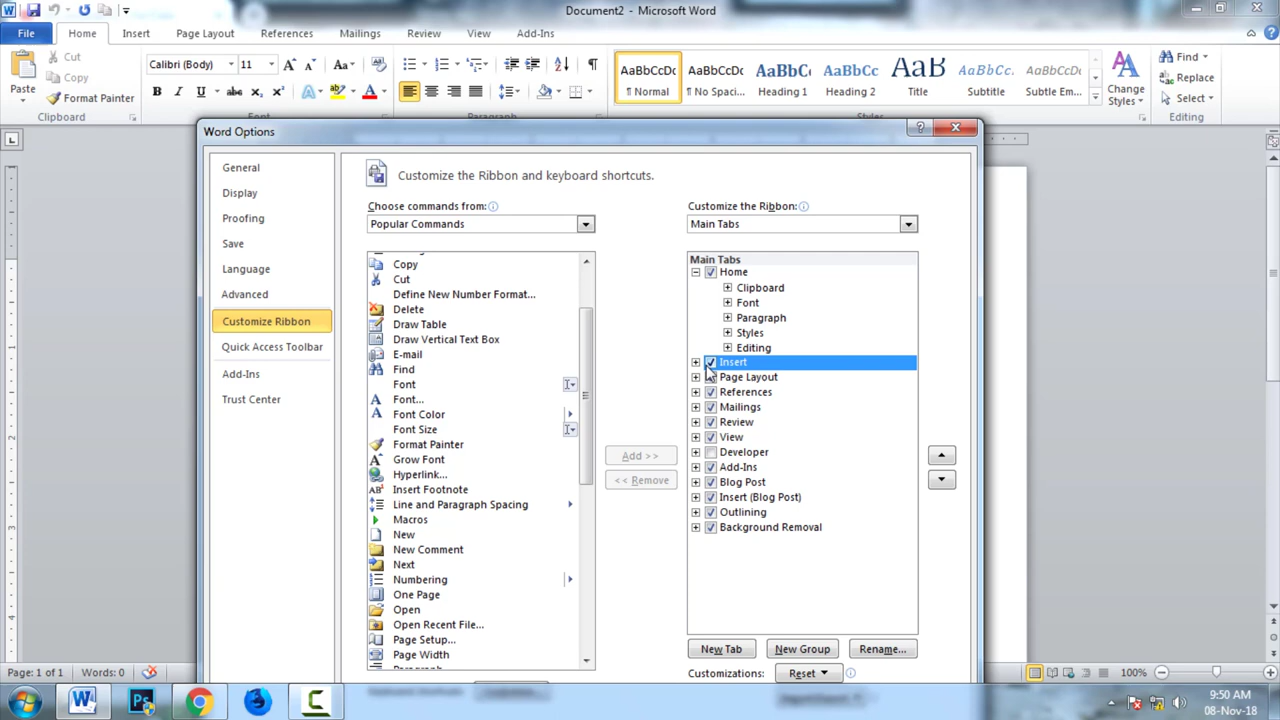 Document2 - Microsoft Word
File Home Insert Page Layout References Mailings Review View Add-Ins
Cut
Copy
Paste
Format Painter
Clipboard
Calibri (Body) 11
Font
Paragraph
AaBbCcDc AaBbCcDc AaBbC AaBbCc AaB AaBbCc. AaBbCcDc
¶ Normal ¶ No Spaci... Heading 1 Heading 2 Title Subtitle Subtle Em...
Change Styles
Styles
Find
Replace
Select
Editing
Word Options
General
Display
Proofing
Save
Language
Advanced
Customize Ribbon
Quick Access Toolbar
Add-Ins
Trust Center
Customize the Ribbon and keyboard shortcuts.
Choose commands from:
Popular Commands
Copy
Cut
Define New Number Format...
Delete
Draw Table
Draw Vertical Text Box
E-mail
Find
Font
Font...
Font Color
Font Size
Format Painter
Grow Font
Hyperlink...
Insert Footnote
Line and Paragraph Spacing
Macros
New
New Comment
Next
Numbering
One Page
Open
Open Recent File...
Page Setup...
Page Width
Add >>
<< Remove
Customize the Ribbon:
Main Tabs
Main Tabs
Home
Clipboard
Font
Paragraph
Styles
Editing
Insert
Page Layout
References
Mailings
Review
View
Developer
Add-Ins
Blog Post
Insert (Blog Post)
Outlining
Background Removal
New Tab New Group Rename...
Customizations: Reset
Page: 1 of 1 Words: 0
100%
9:50 AM
08-Nov-18